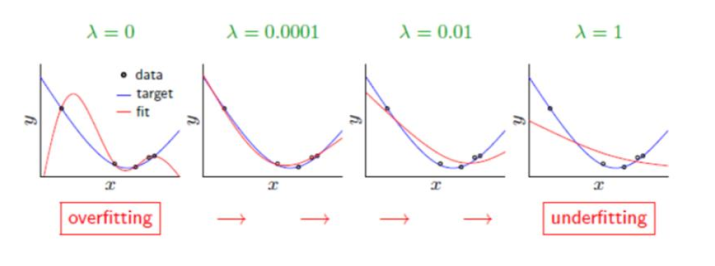 λ = 0
λ = 0.0001
λ = 0.01
λ = 1
data
target
fit
y
x
y
x
y
x
y
x
overfitting
→
→
→
→
underfitting